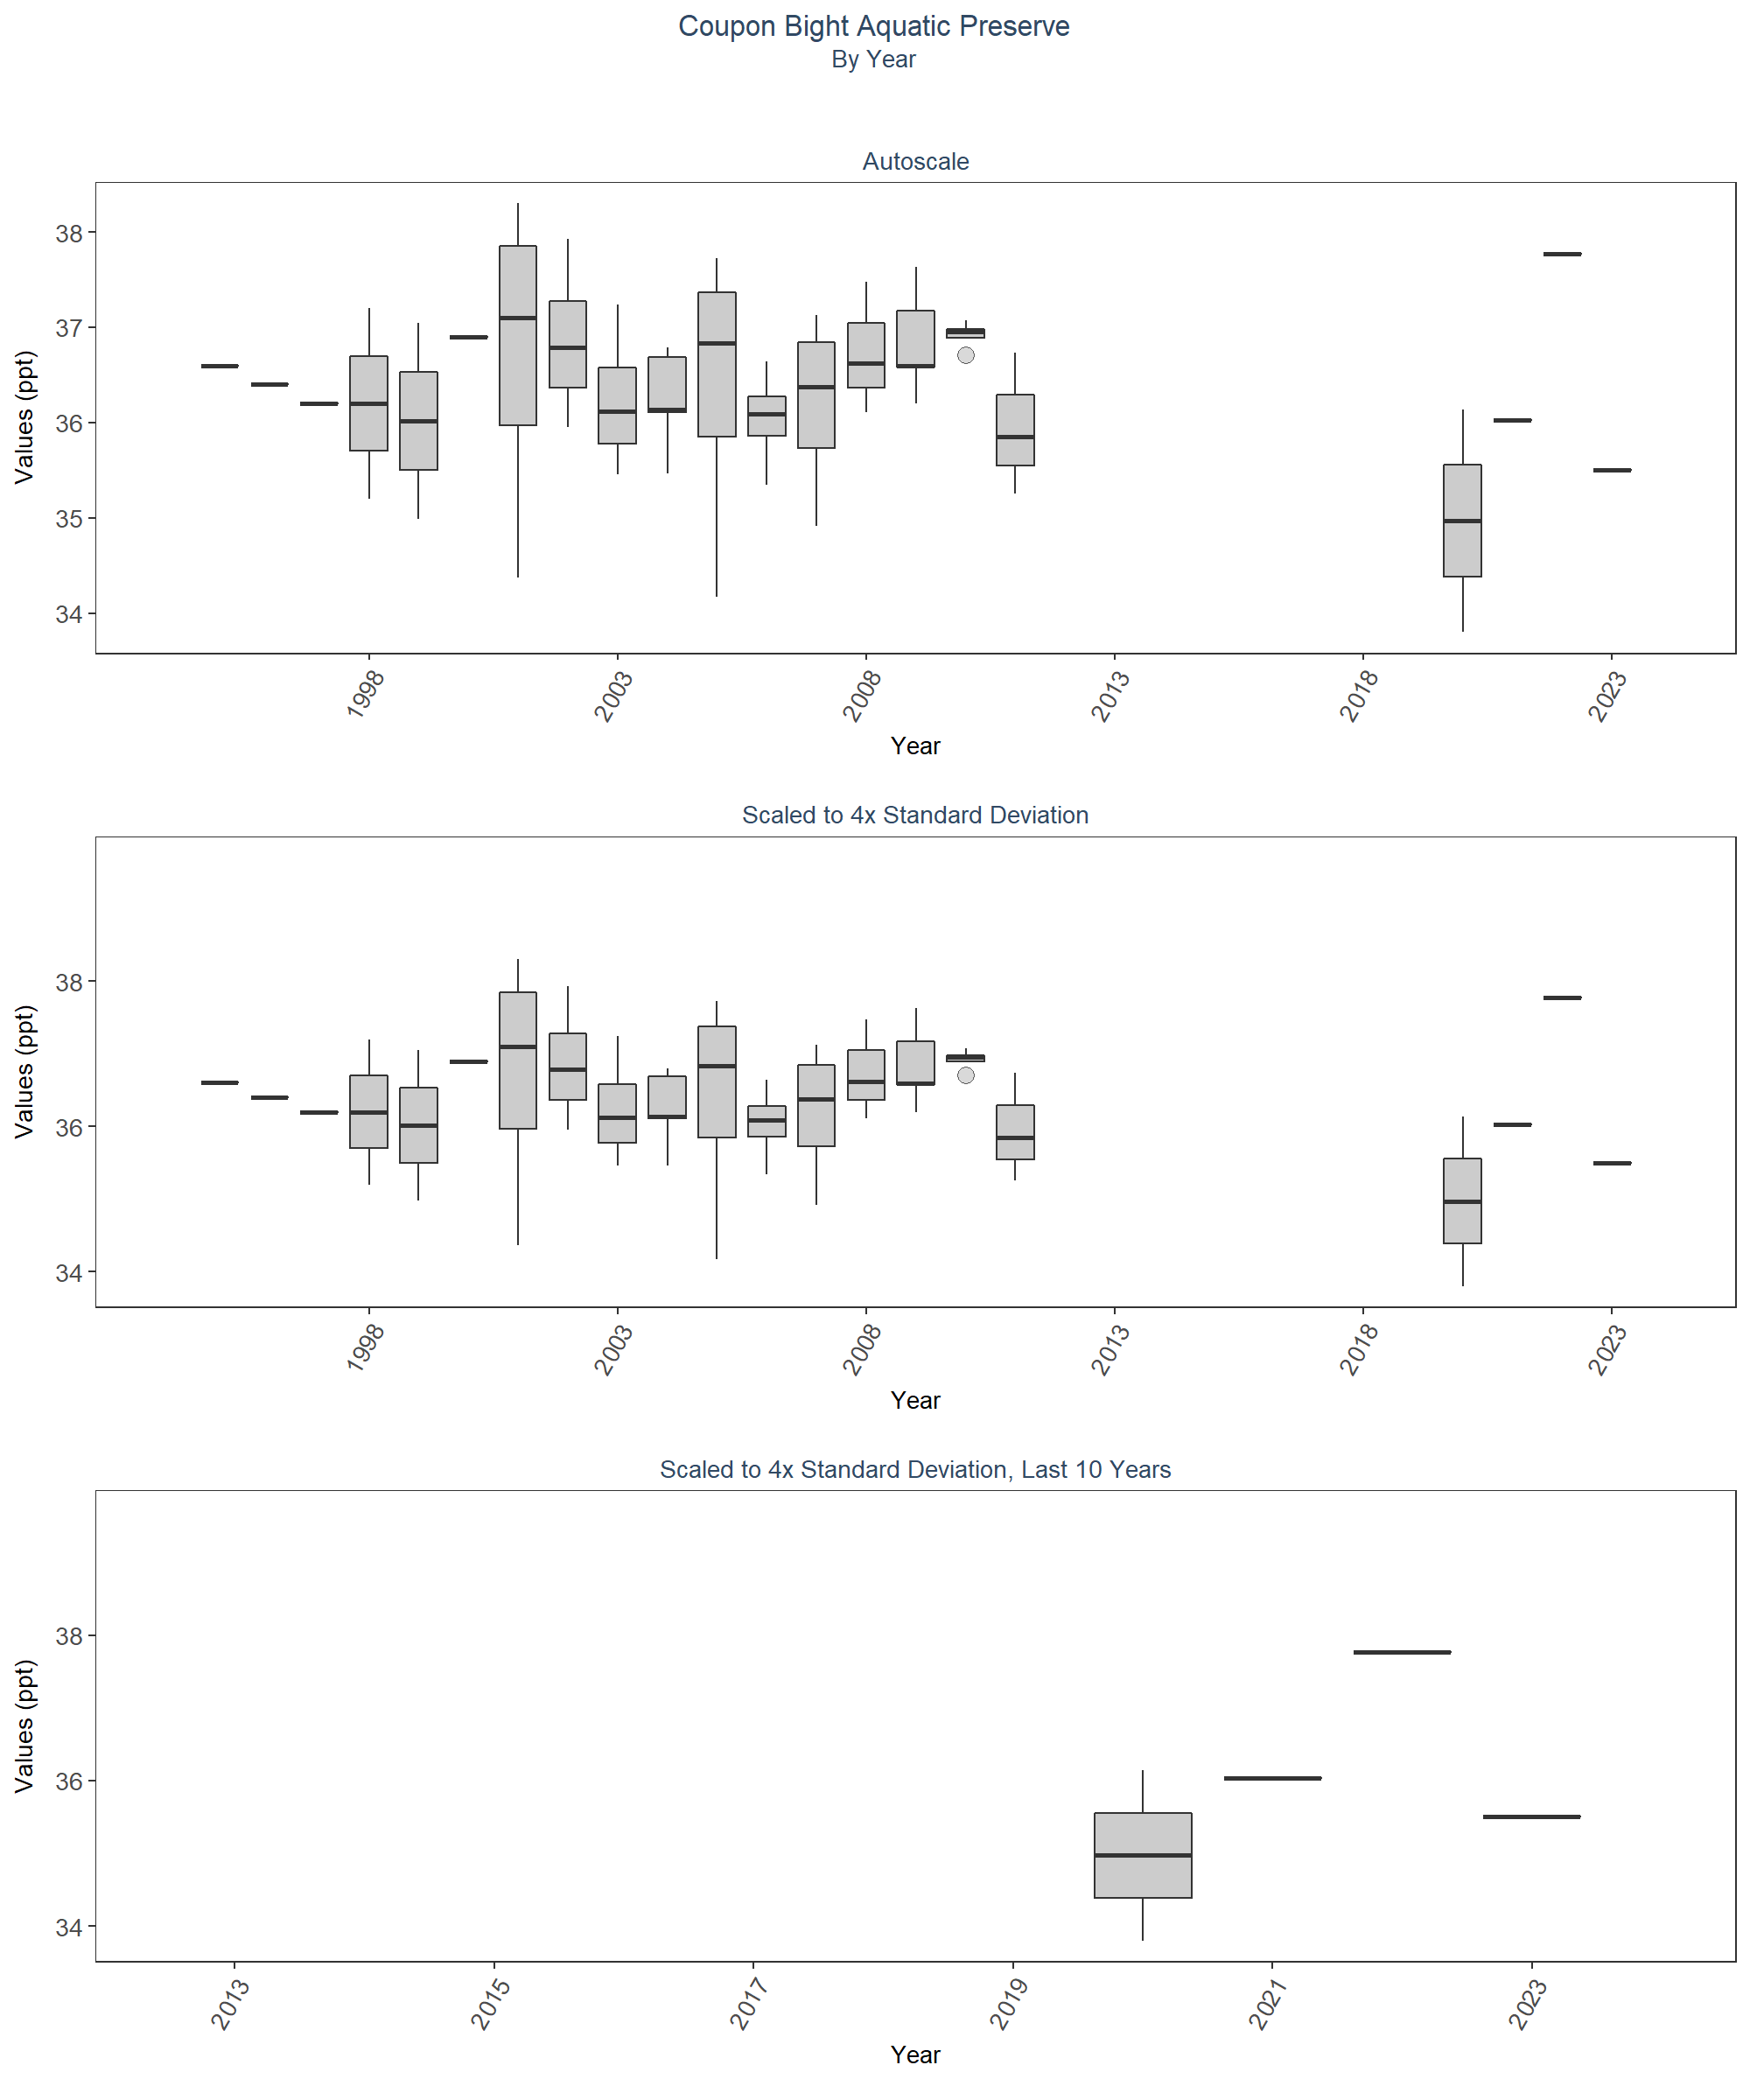 Coupon Bight Aquatic Preserve
By Year
Autoscale
Values (ppt)
38
37
36
35
34
1998
2003
2008
2013
2018
2023
Year
Scaled to 4x Standard Deviation
Values (ppt)
38
36
34
1998
2003
2008
2013
2018
2023
Year
Scaled to 4x Standard Deviation, Last 10 Years
Values (ppt)
38
36
34
2013
2015
2017
2019
2021
2023
Year